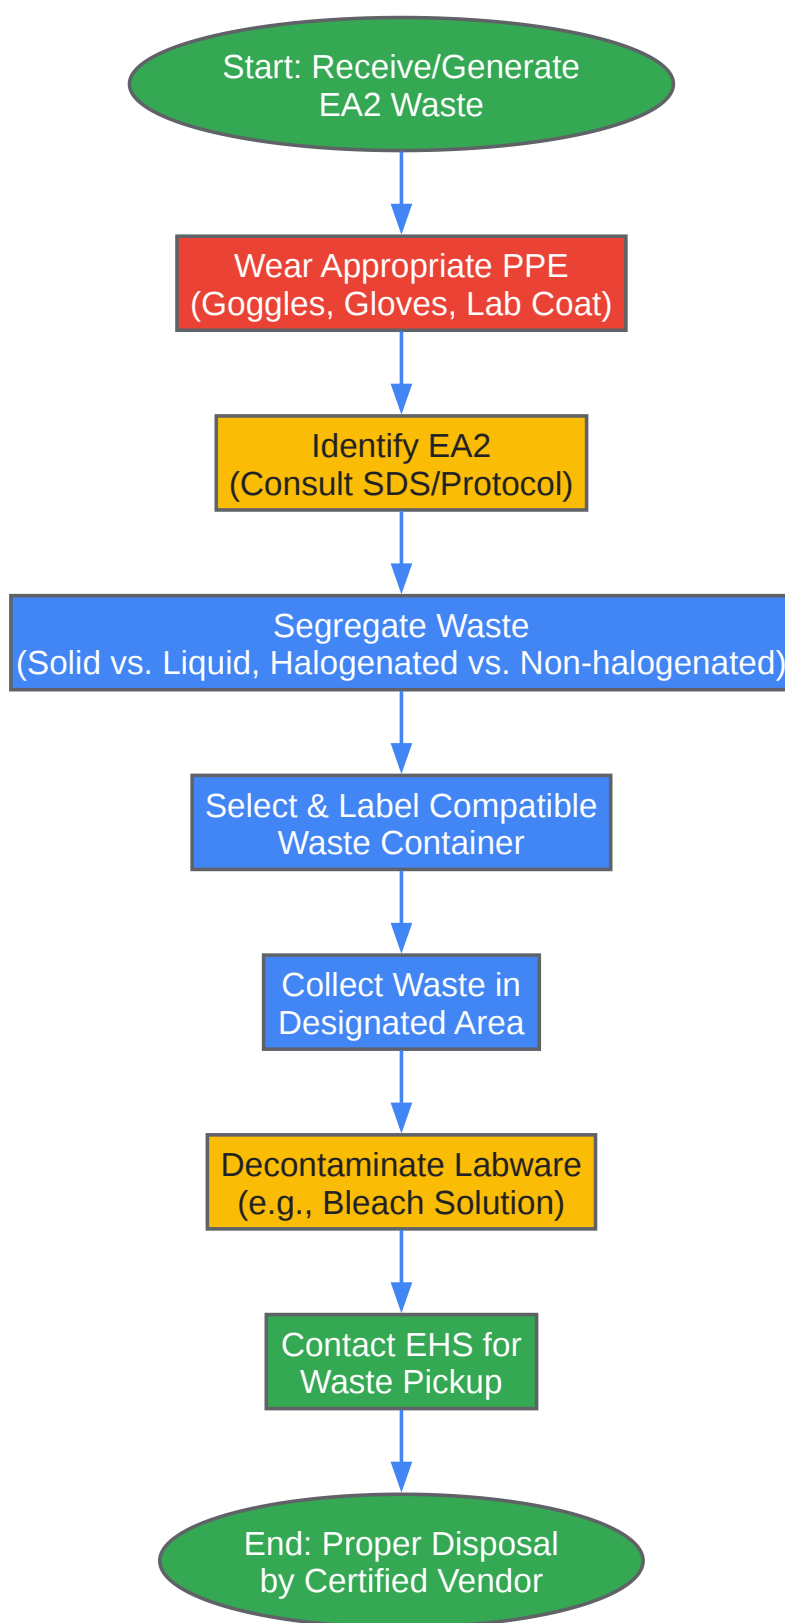 Start: Receive/Generate
EA2 Waste
Wear Appropriate PPE
(Goggles, Gloves, Lab Coat)
Identify EA2
(Consult SDS/Protocol)
Segregate Waste
(Solid vs. Liquid, Halogenated vs. Non-halogenated)
Select & Label Compatible
Waste Container
Collect Waste in
Designated Area
Decontaminate Labware
(e.g., Bleach Solution)
Contact EHS for
Waste Pickup
End: Proper Disposal
by Certified Vendor